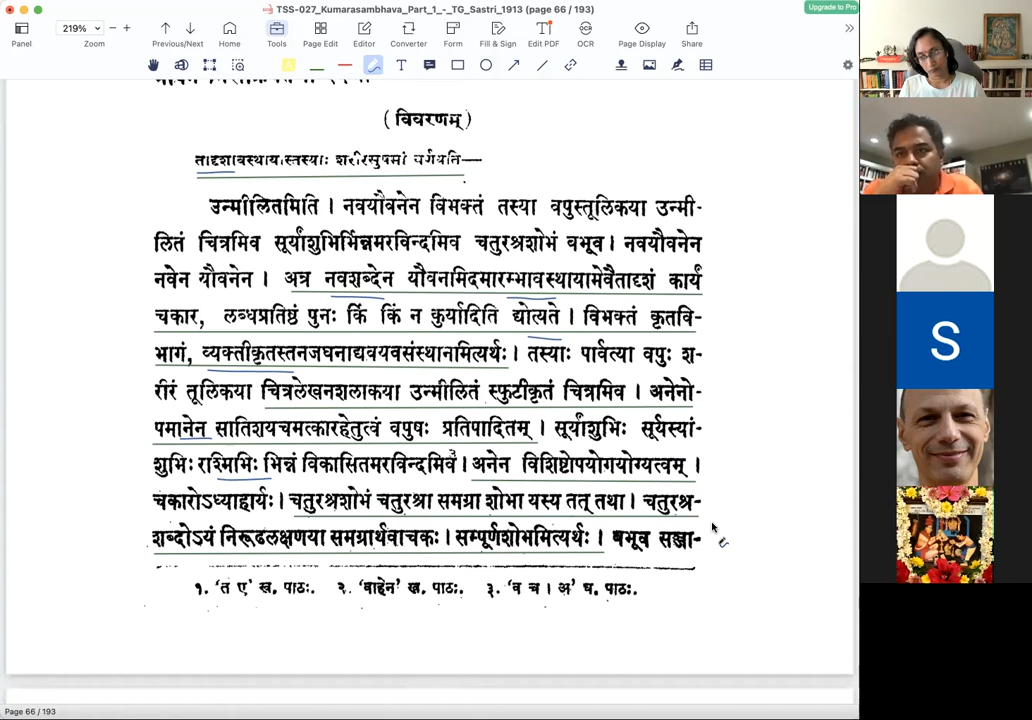 TSS-027_Kumarasambhava_Part_1_-_TG_Sastri_1913 (page 66 / 193)
Upgrade to Pro
219%
Panel Zoom Previous/Next Home Tools Page Edit Editor Converter Form Fill & Sign Edit PDF OCR Page Display Share
(विवरणम्)
तादृशावस्थायास्तस्याः शरीरसुषमां वर्णयति—
उन्मीलितमिति । नवयौवनेन विभक्तं तस्या वपुस्तूलिकया उन्मी-
लितं चित्रमिव सूर्यांशुभिर्भिन्नमरविन्दमिव चतुरश्रशोभं बभूव । नवयौवनेन
नवेन यौवनेन । अत्र नवशब्देन यौवनमिदमारम्भावस्थायामेवैतादृशं कार्यं
चकार, लब्धप्रतिष्ठं पुनः किं किं न कुर्यादिति द्योत्यते । विभक्तं कृतवि-
भागं, व्यक्तीकृतस्तनजघनाद्यवयवसंस्थानमित्यर्थः । तस्याः पार्वत्या वपुः श-
रीरं तूलिकया चित्रलेखनशलाकया उन्मीलितं स्फुटीकृतं चित्रमिव । अनेनो-
पमानेन सातिशयचमत्कारहेतुत्वं वपुषः प्रतिपादितम् । सूर्यांशुभिः सूर्यस्यां-
शुभिः रश्मिभिः भिन्नं विकासितमरविन्दमिव३ । अनेन विशिष्टोपयोगयोग्यत्वम् ।
चकारोऽध्याहार्यः । चतुरश्रशोभं चतुरश्रा समग्रा शोभा यस्य तत् तथा । चतुरश्र-
शब्दोऽयं निरूढलक्षणया समग्रार्थवाचकः । सम्पूर्णशोभमित्यर्थः । बभूव सञ्जा-
१. 'त ए' ख. पाठः. २. 'वाहेन' ख. पाठः. ३. 'व च । अ' घ. पाठः.
S
Page 66 / 193